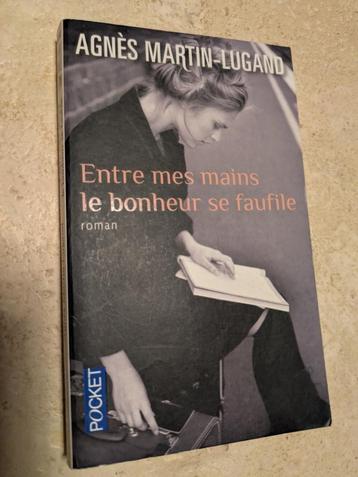 AGNÈS MARTIN-LUGAND
Entre mes mains
le bonheur se faufile
roman
POCKET